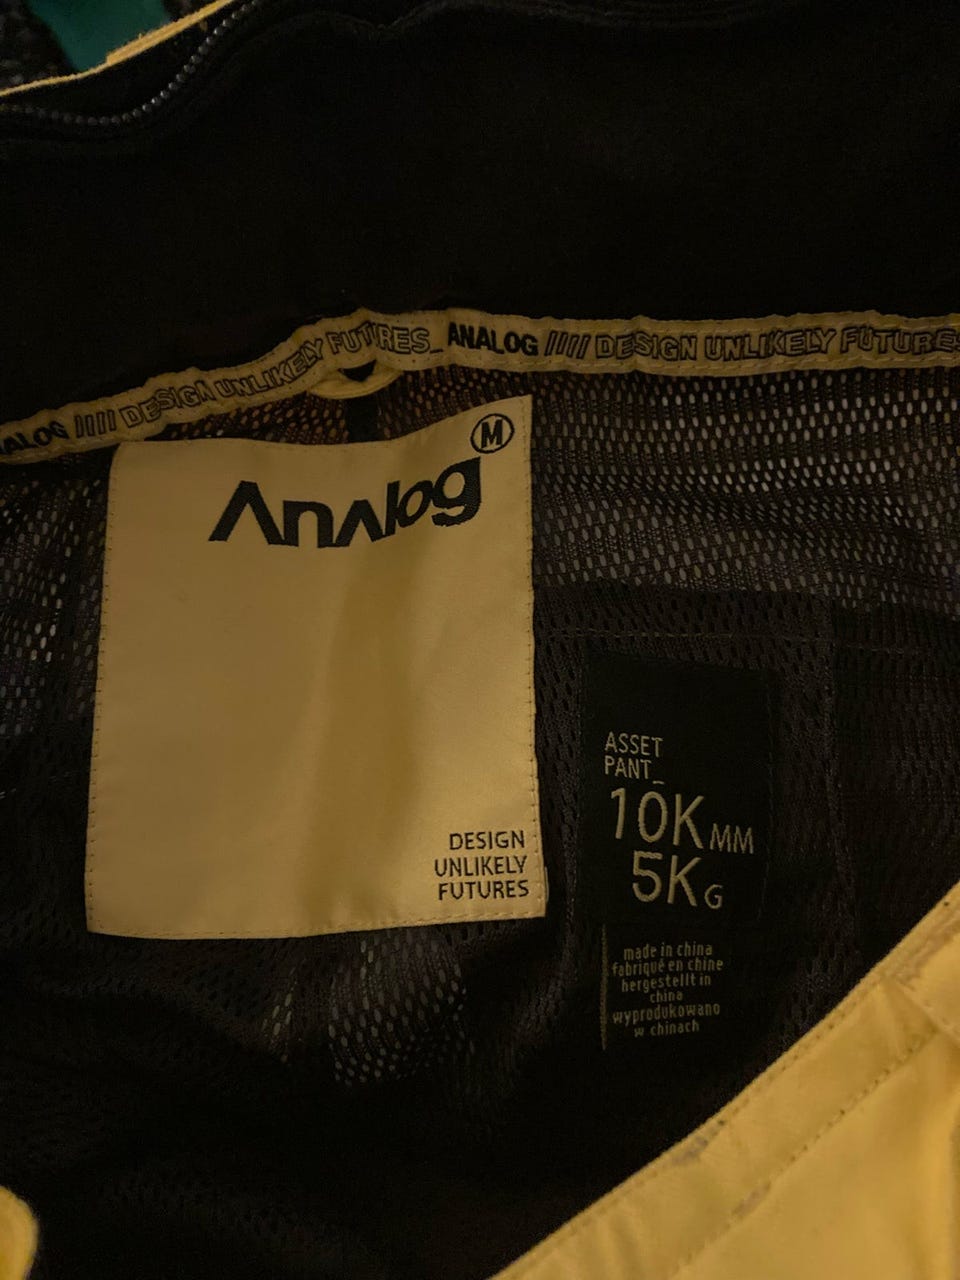 ANALOG ///// DESIGN UNLIKELY FUTURES_ ANALOG ///// DESIGN UNLIKELY FUTURES
M
Analog
DESIGN
UNLIKELY
FUTURES
ASSET
PANT_
10K MM
5K G
made in china
fabriqué en chine
hergestellt in
china
wyprodukowano
w chinach